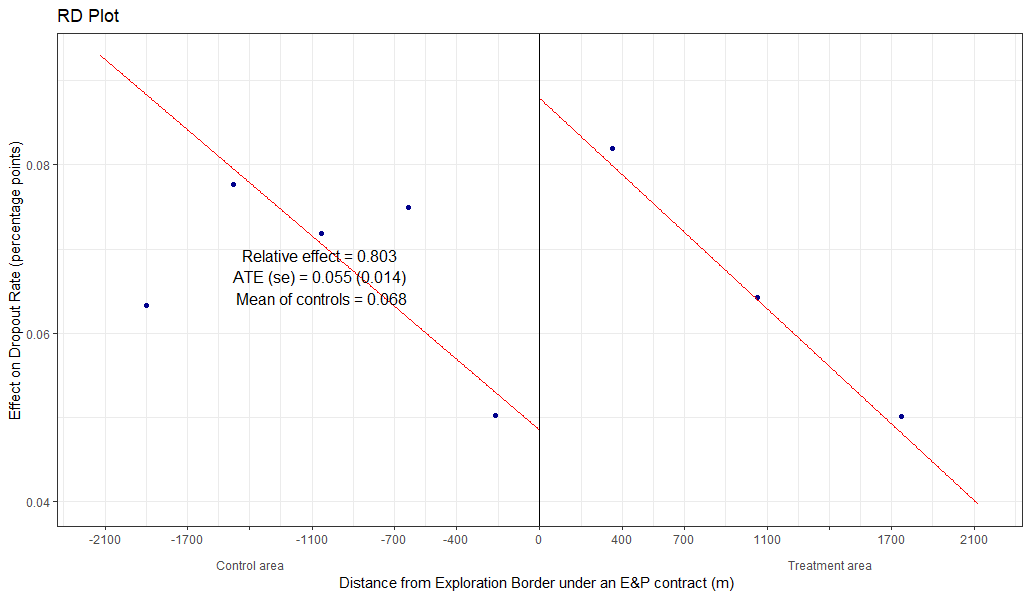 RD Plot
Effect on Dropout Rate (percentage points)
0.08
0.06
0.04
Relative effect = 0.803
ATE (se) = 0.055 (0.014)
Mean of controls = 0.068
-2100 -1700 -1100 -700 -400 0 400 700 1100 1700 2100
Control area Treatment area
Distance from Exploration Border under an E&P contract (m)